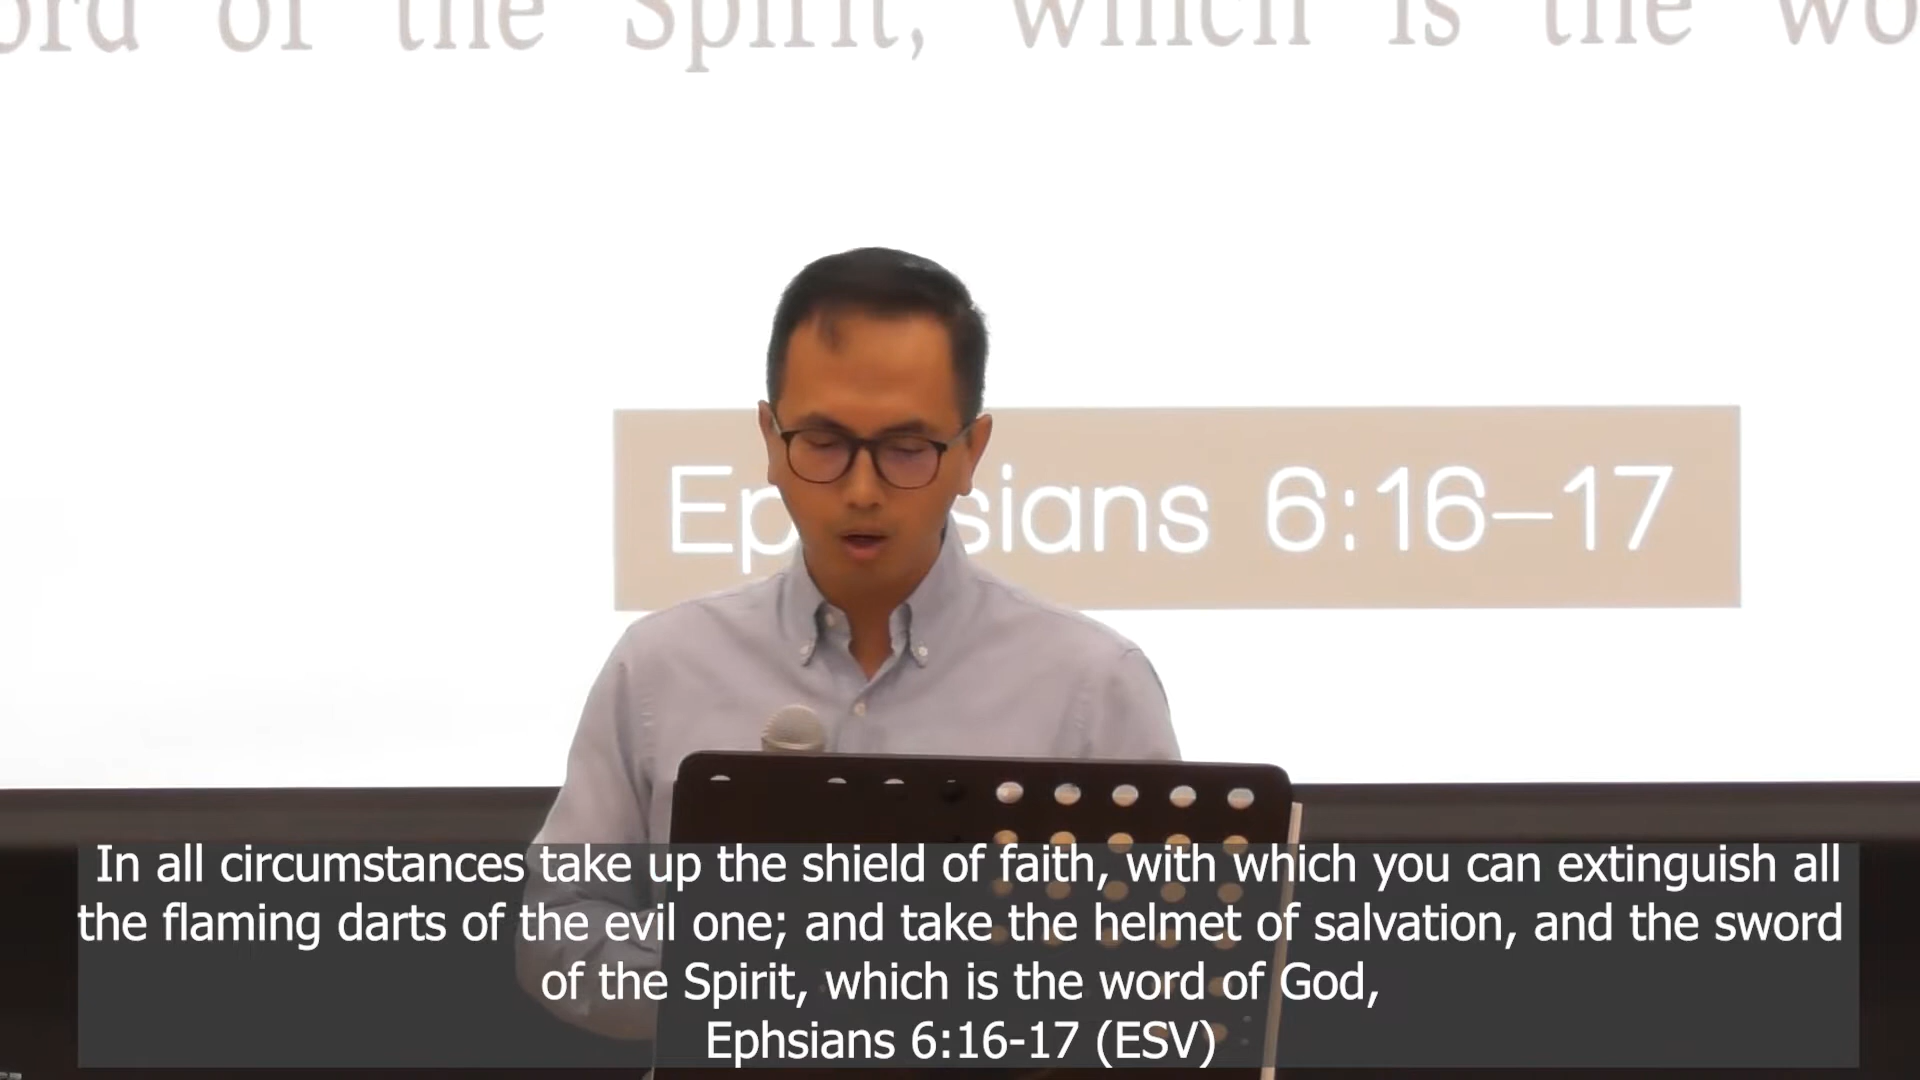 of the Spirit, which is the
Ep sians 6:16–17
In all circumstances take up the shield of faith, with which you can extinguish all
the flaming darts of the evil one; and take the helmet of salvation, and the sword
of the Spirit, which is the word of God,
Ephsians 6:16-17 (ESV)